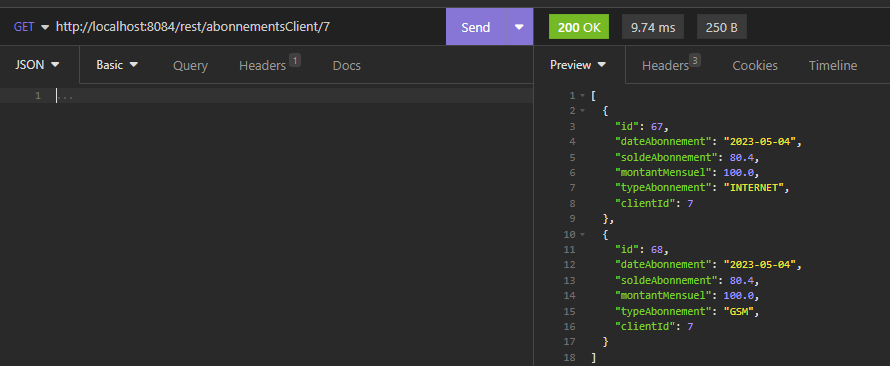 GET http://localhost:8084/rest/abonnementsClient/7 Send 200 OK 9.74 ms 250 B
JSON Basic Query Headers 1 Docs Preview Headers 3 Cookies Timeline
1 ...
1 [
2 {
3 "id": 67,
4 "dateAbonnement": "2023-05-04",
5 "soldeAbonnement": 80.4,
6 "montantMensuel": 100.0,
7 "typeAbonnement": "INTERNET",
8 "clientId": 7
9 },
10 {
11 "id": 68,
12 "dateAbonnement": "2023-05-04",
13 "soldeAbonnement": 80.4,
14 "montantMensuel": 100.0,
15 "typeAbonnement": "GSM",
16 "clientId": 7
17 }
18 ]